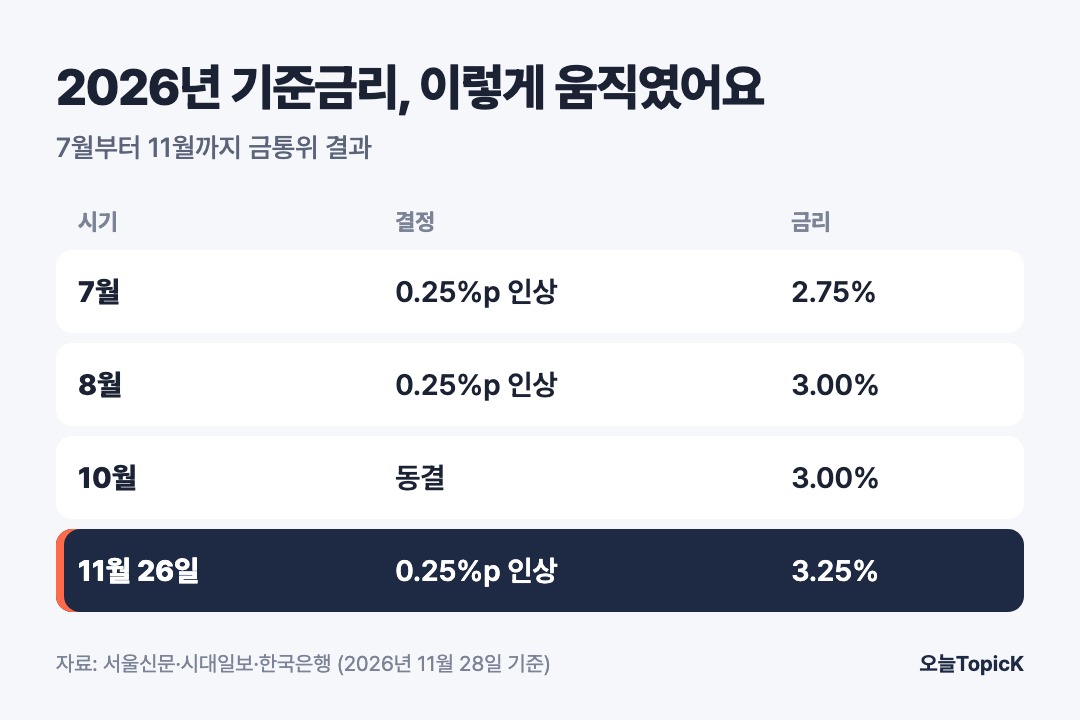 2026년 기준금리, 이렇게 움직였어요
7월부터 11월까지 금통위 결과
시기 결정 금리
7월 0.25%p 인상 2.75%
8월 0.25%p 인상 3.00%
10월 동결 3.00%
11월 26일 0.25%p 인상 3.25%
자료: 서울신문·시대일보·한국은행 (2026년 11월 28일 기준) 오늘TopicK